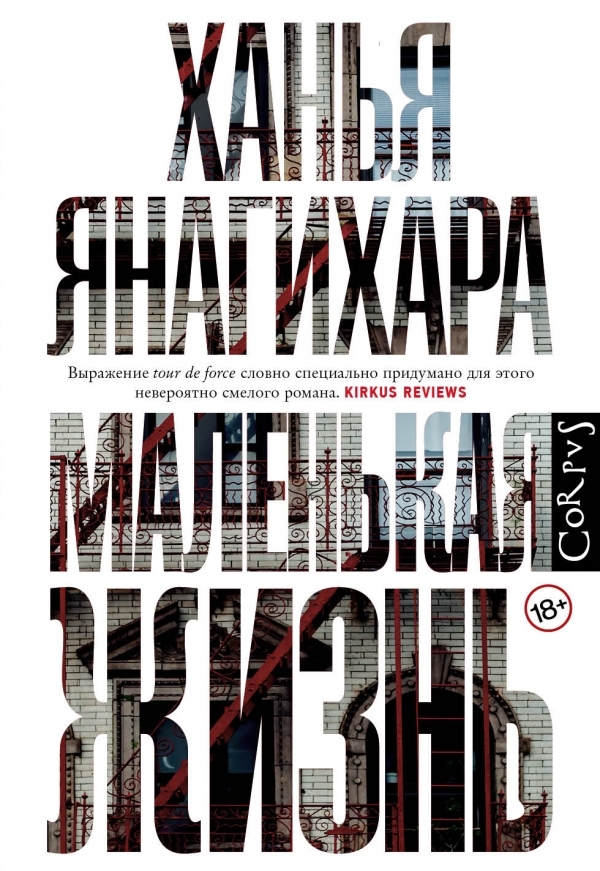 ХАНЬЯ
ЯНАГИХАРА
Выражение tour de force словно специально придумано для этого
невероятно смелого романа. KIRKUS REVIEWS
МАЛЕНЬКАЯ
CORPVS
18+
ЖИЗНЬ